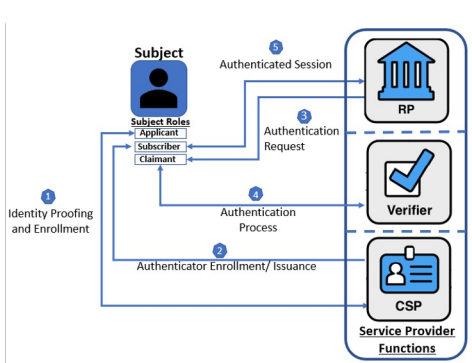 Subject
Subject Roles
Applicant
Subscriber
Claimant
5
Authenticated Session
3
Authentication
Request
4
Authentication
Process
1
Identity Proofing
and Enrollment
2
Authenticator Enrollment/ Issuance
RP
Verifier
CSP
Service Provider
Functions